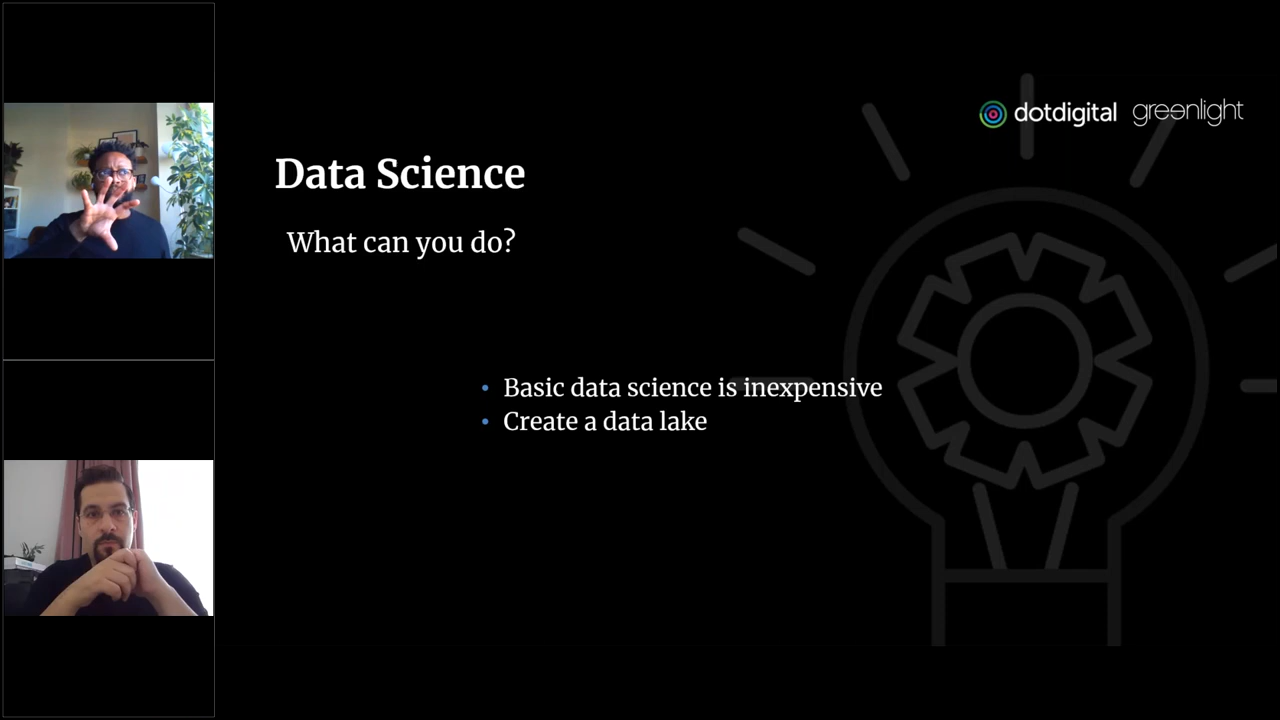 dotdigital greenlight
Data Science
What can you do?
• Basic data science is inexpensive
• Create a data lake